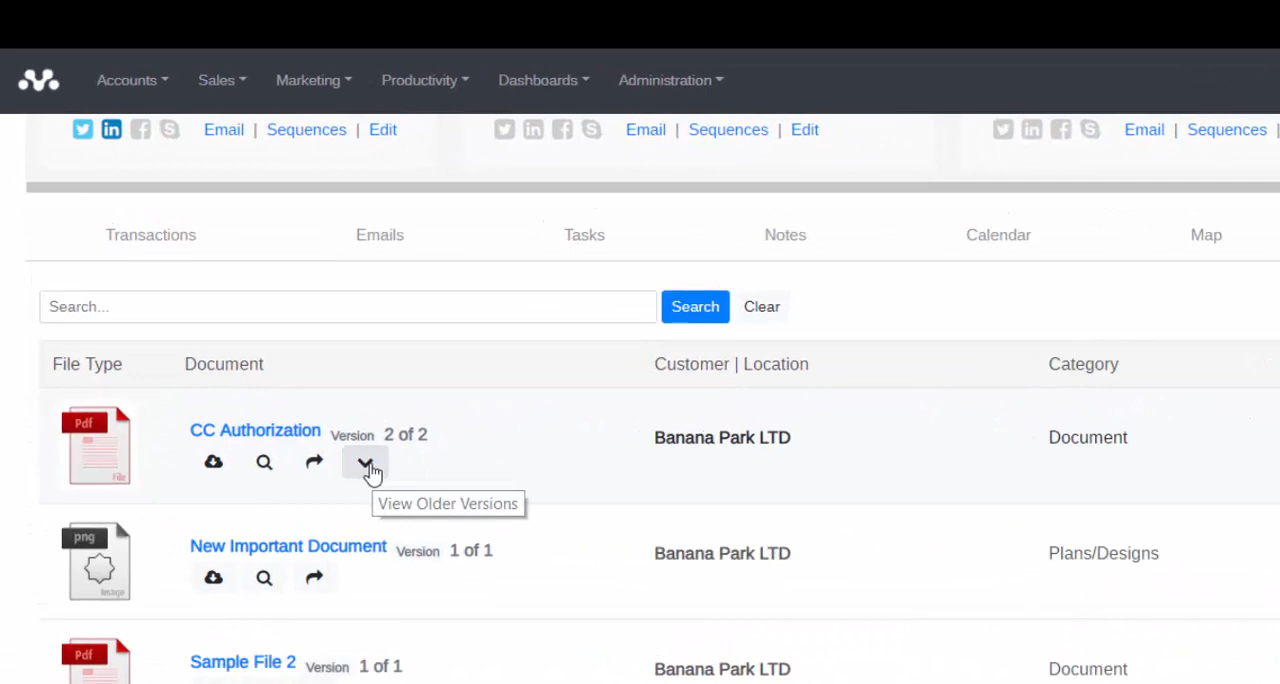 Accounts Sales Marketing Productivity Dashboards Administration
Email | Sequences | Edit Email | Sequences | Edit Email | Sequences |
Transactions Emails Tasks Notes Calendar Map
Search... Search Clear
File Type Document Customer | Location Category
Pdf File CC Authorization Version 2 of 2 Banana Park LTD Document
View Older Versions
png Image New Important Document Version 1 of 1 Banana Park LTD Plans/Designs
Pdf Sample File 2 Version 1 of 1 Banana Park LTD Document